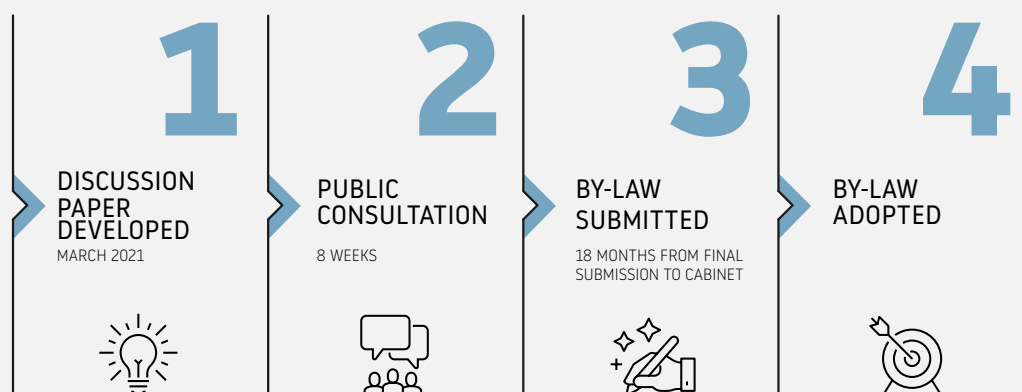 1
DISCUSSION
PAPER
DEVELOPED
MARCH 2021
2
PUBLIC
CONSULTATION
8 WEEKS
3
BY-LAW
SUBMITTED
18 MONTHS FROM FINAL
SUBMISSION TO CABINET
4
BY-LAW
ADOPTED